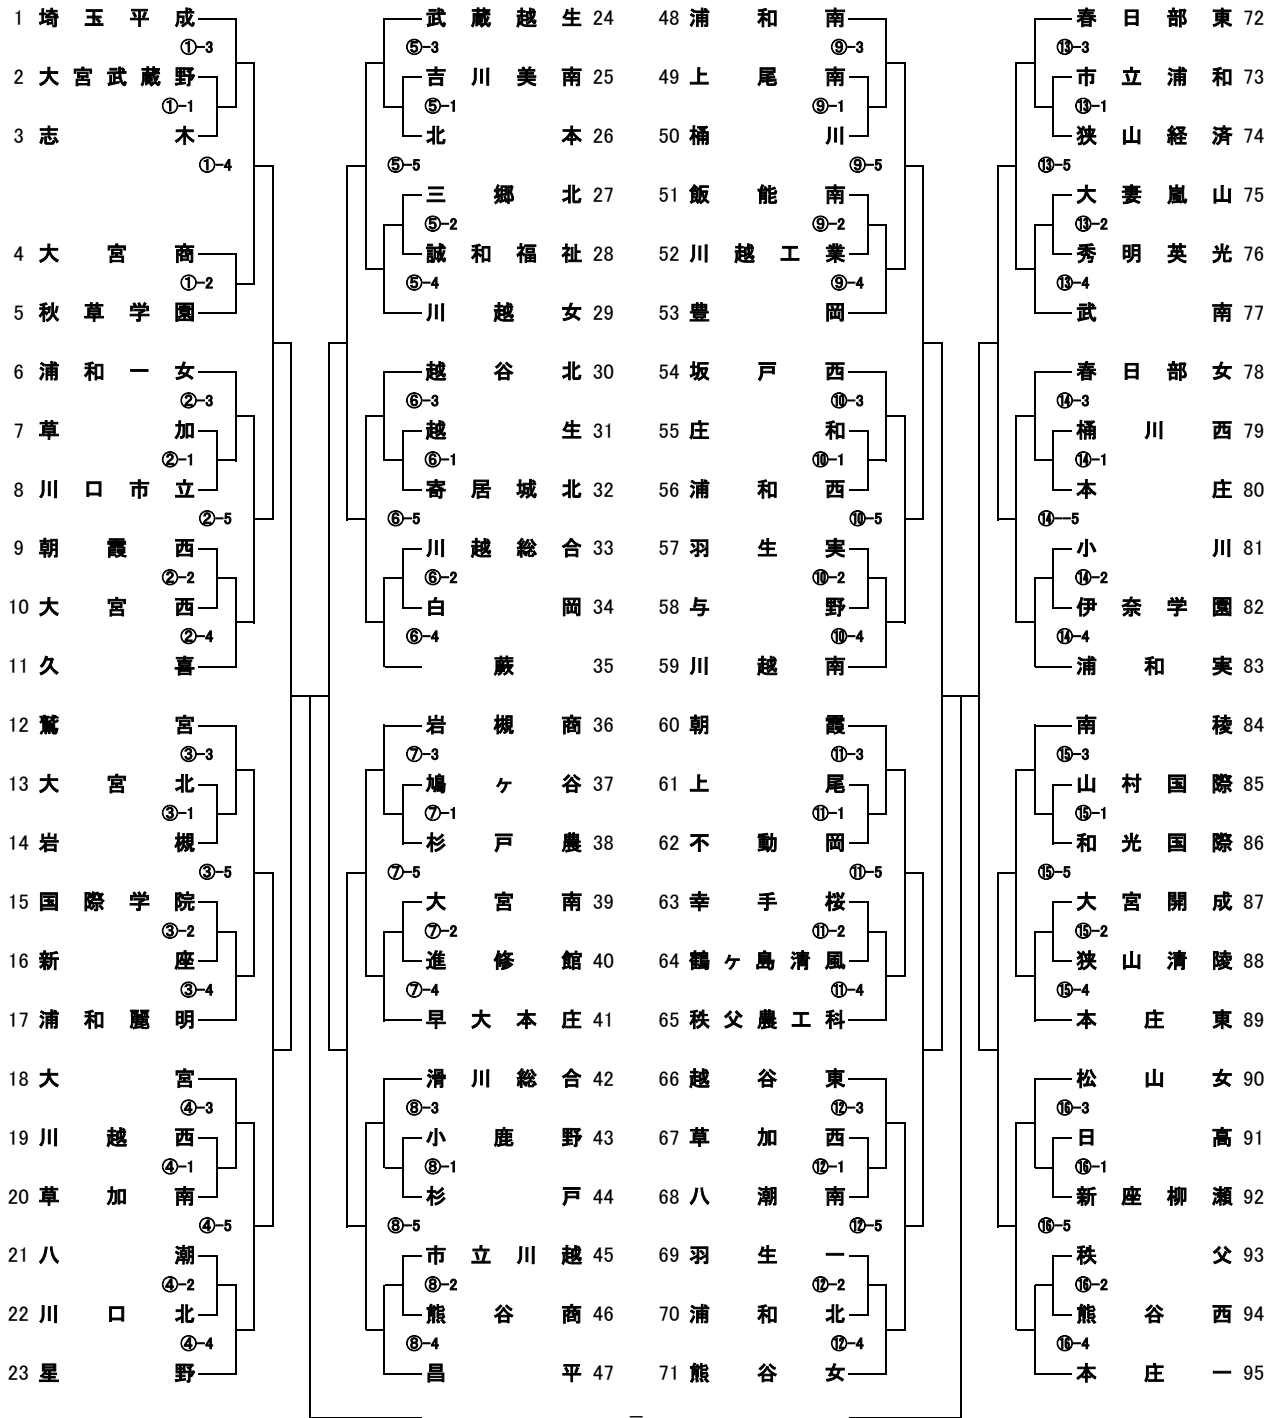 1 埼玉平成
①-3
2 大宮武蔵野
①-1
3 志木
①-4
4 大宮商
①-2
5 秋草学園
6 浦和一女
②-3
7 草加
②-1
8 川口市立
②-5
9 朝霞西
②-2
10 大宮西
②-4
11 久喜
12 鷲宮
③-3
13 大宮北
③-1
14 岩槻
③-5
15 国際学院
③-2
16 新座
③-4
17 浦和麗明
18 大宮
④-3
19 川越西
④-1
20 草加南
④-5
21 八潮
④-2
22 川口北
④-4
23 星野
武蔵越生 24
⑤-3
吉川美南 25
⑤-1
北本 26
⑤-5
三郷北 27
⑤-2
誠和福祉 28
⑤-4
川越女 29
越谷北 30
⑥-3
越生 31
⑥-1
寄居城北 32
⑥-5
川越総合 33
⑥-2
白岡 34
⑥-4
蕨 35
岩槻商 36
⑦-3
鳩ヶ谷 37
⑦-1
杉戸農 38
⑦-5
大宮南 39
⑦-2
進修館 40
⑦-4
早大本庄 41
滑川総合 42
⑧-3
小鹿野 43
⑧-1
杉戸 44
⑧-5
市立川越 45
⑧-2
熊谷商 46
⑧-4
昌平 47
48 浦和南
⑨-3
49 上尾南
⑨-1
50 桶川
⑨-5
51 飯能南
⑨-2
52 川越工業
⑨-4
53 豊岡
54 坂戸西
⑩-3
55 庄和
⑩-1
56 浦和西
⑩-5
57 羽生実
⑩-2
58 与野
⑩-4
59 川越南
60 朝霞
⑪-3
61 上尾
⑪-1
62 不動岡
⑪-5
63 幸手桜
⑪-2
64 鶴ヶ島清風
⑪-4
65 秩父農工科
66 越谷東
⑫-3
67 草加西
⑫-1
68 八潮南
⑫-5
69 羽生一
⑫-2
70 浦和北
⑫-4
71 熊谷女
春日部東 72
⑬-3
市立浦和 73
⑬-1
狭山経済 74
⑬-5
大妻嵐山 75
⑬-2
秀明英光 76
⑬-4
武南 77
春日部女 78
⑭-3
桶川西 79
⑭-1
本庄 80
⑭--5
小川 81
⑭-2
伊奈学園 82
⑭-4
浦和実 83
南稜 84
⑮-3
山村国際 85
⑮-1
和光国際 86
⑮-5
大宮開成 87
⑮-2
狭山清陵 88
⑮-4
本庄東 89
松山女 90
⑯-3
日高 91
⑯-1
新座柳瀬 92
⑯-5
秩父 93
⑯-2
熊谷西 94
⑯-4
本庄一 95